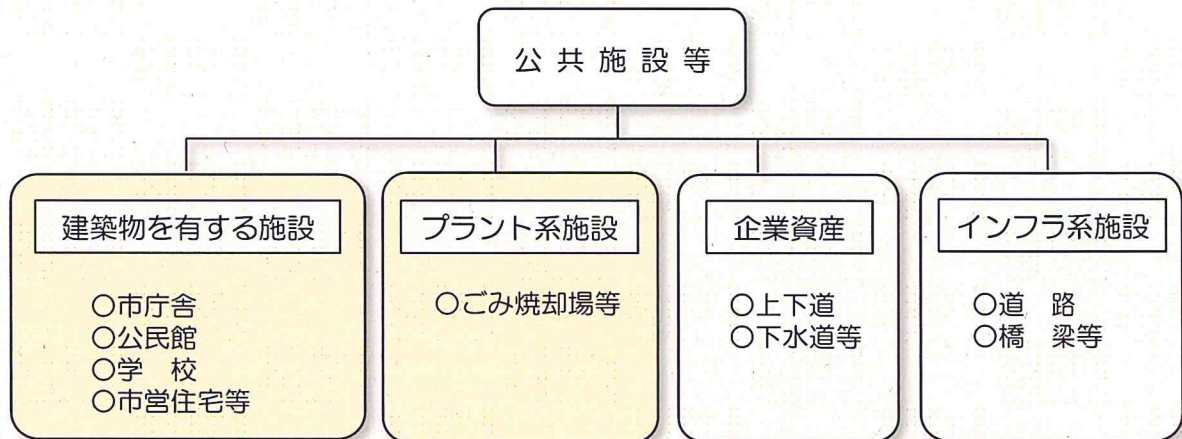 公 共 施 設 等
建築物を有する施設
○市庁舎
○公民館
○学　校
○市営住宅等
プラント系施設
○ごみ焼却場等
企業資産
○上下道
○下水道等
インフラ系施設
○道　路
○橋　梁等